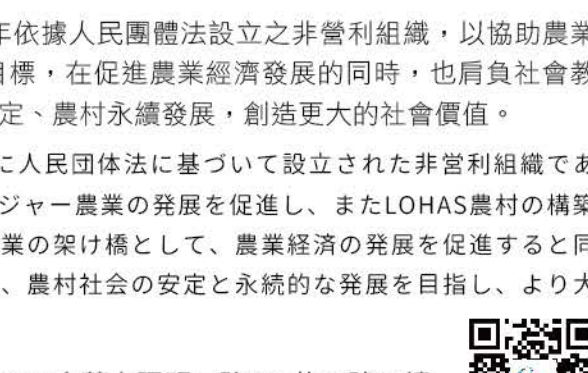 年依據人民團體法設立之非營利組織，以協助農業
目標，在促進農業經濟發展的同時，也肩負社會教
定、農村永續發展，創造更大的社會價值。
に人民団体法に基づいて設立された非営利組織であ
ジャー農業の発展を促進し、またLOHAS農村の構築
業の架け橋として、農業経済の発展を促進すると同
、農村社会の安定と永続的な発展を目指し、より大